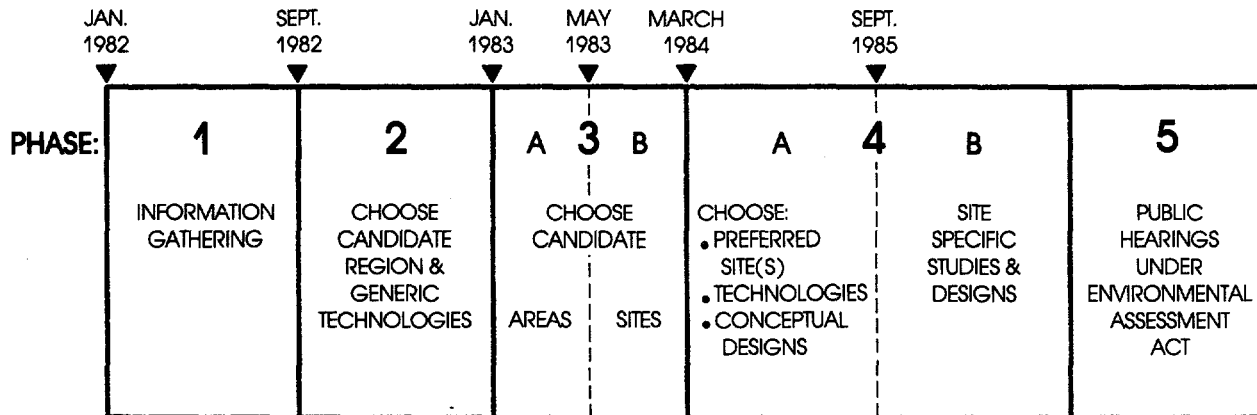 JAN.
1982
SEPT.
1982
JAN.
1983
MAY
1983
MARCH
1984
SEPT.
1985
PHASE:
1
2
A 3 B
A 4 B
5
INFORMATION
GATHERING
CHOOSE
CANDIDATE
REGION &
GENERIC
TECHNOLOGIES
CHOOSE
CANDIDATE
AREAS
SITES
CHOOSE:
• PREFERRED
SITE(S)
• TECHNOLOGIES
• CONCEPTUAL
DESIGNS
SITE
SPECIFIC
STUDIES &
DESIGNS
PUBLIC
HEARINGS
UNDER
ENVIRONMENTAL
ASSESSMENT
ACT